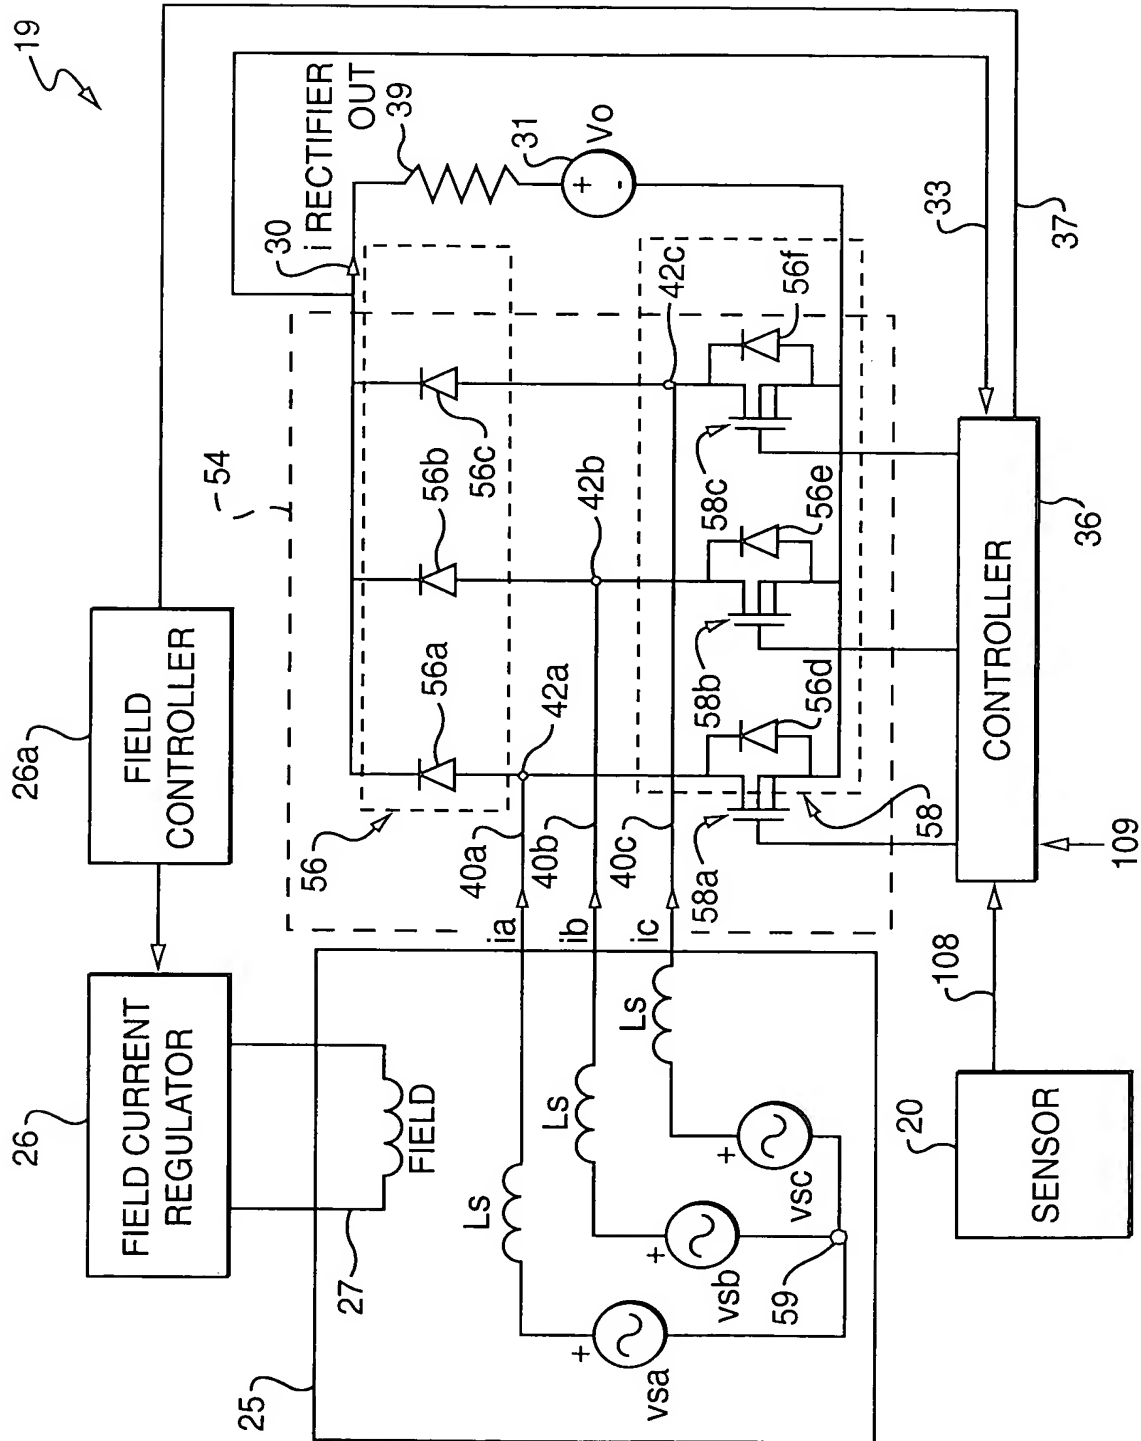 19
26
FIELD CURRENT
REGULATOR
26a
FIELD
CONTROLLER
54
i RECTIFIER
OUT
30
39
31
Vo
+
-
56
56a
56b
56c
25
27
FIELD
Ls
Ls
Ls
ia
ib
ic
40a
40b
40c
42a
42b
42c
+
vsa
+
vsb
+
vsc
59
58a
58b
58c
56d
56e
56f
58
33
37
20
SENSOR
108
109
CONTROLLER
36